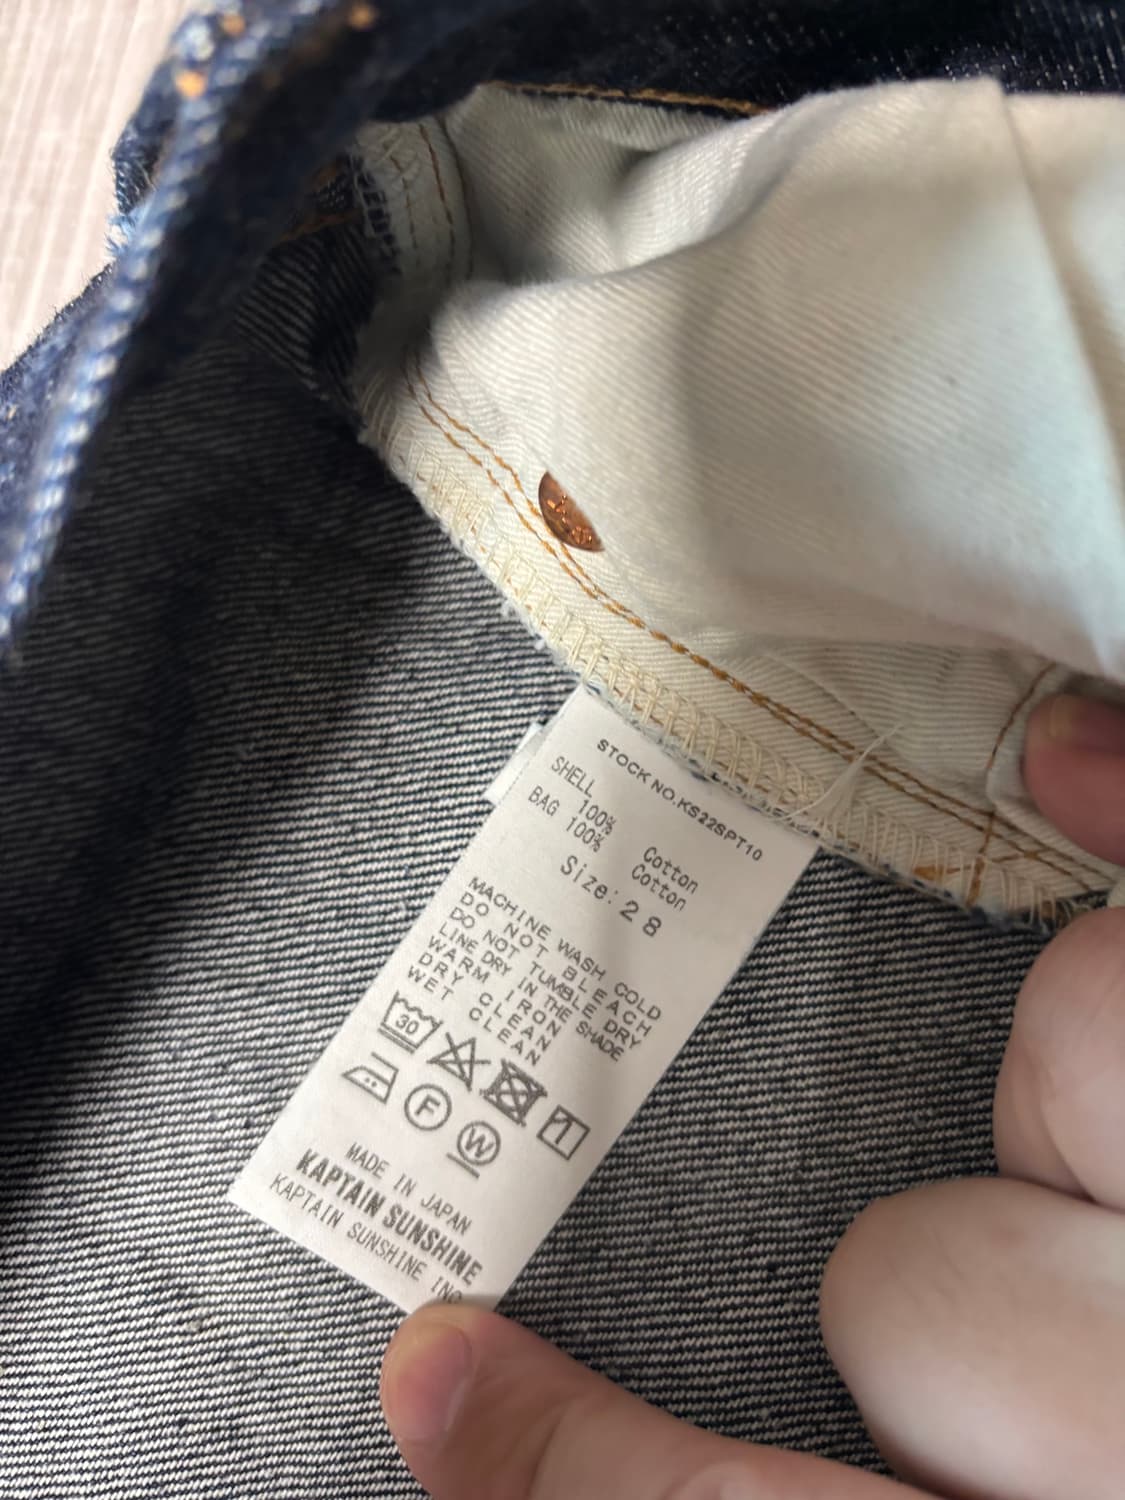 STOCK NO.KS22SPT10
SHELL
100% Cotton
BAG 100% Cotton
Size: 28
MACHINE WASH COLD
DO NOT BLEACH
DO NOT TUMBLE DRY
LINE DRY IN THE SHADE
WARM IRON
DRY CLEAN
WET CLEAN
30
F
W
MADE IN JAPAN
KAPTAIN SUNSHINE
KAPTAIN SUNSHINE INC